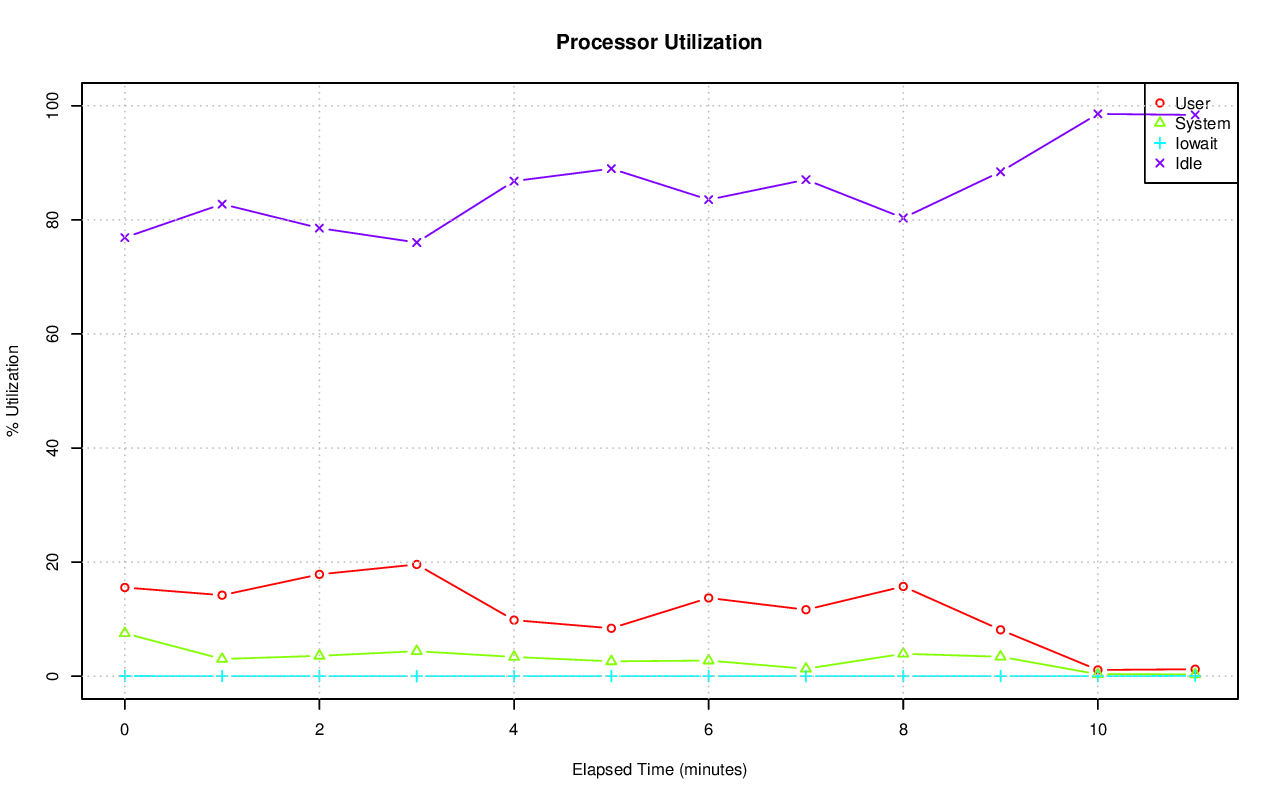 Processor Utilization
User
System
Iowait
Idle
100
80
60
40
20
0
% Utilization
0 2 4 6 8 10
Elapsed Time (minutes)